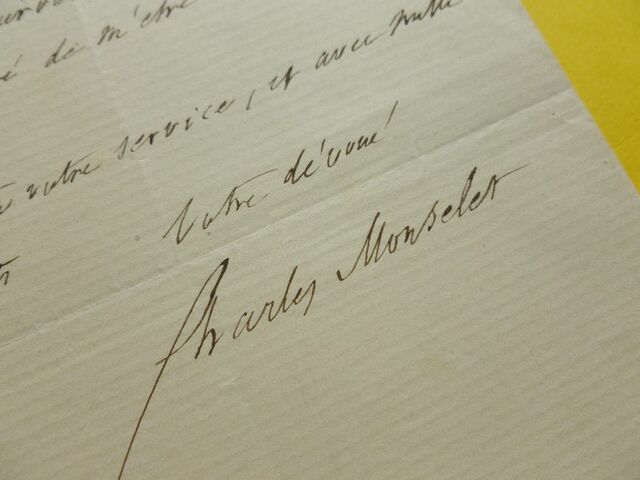 de m'être
à votre service, et avec mille
Votre dévoué
Charles Monselet